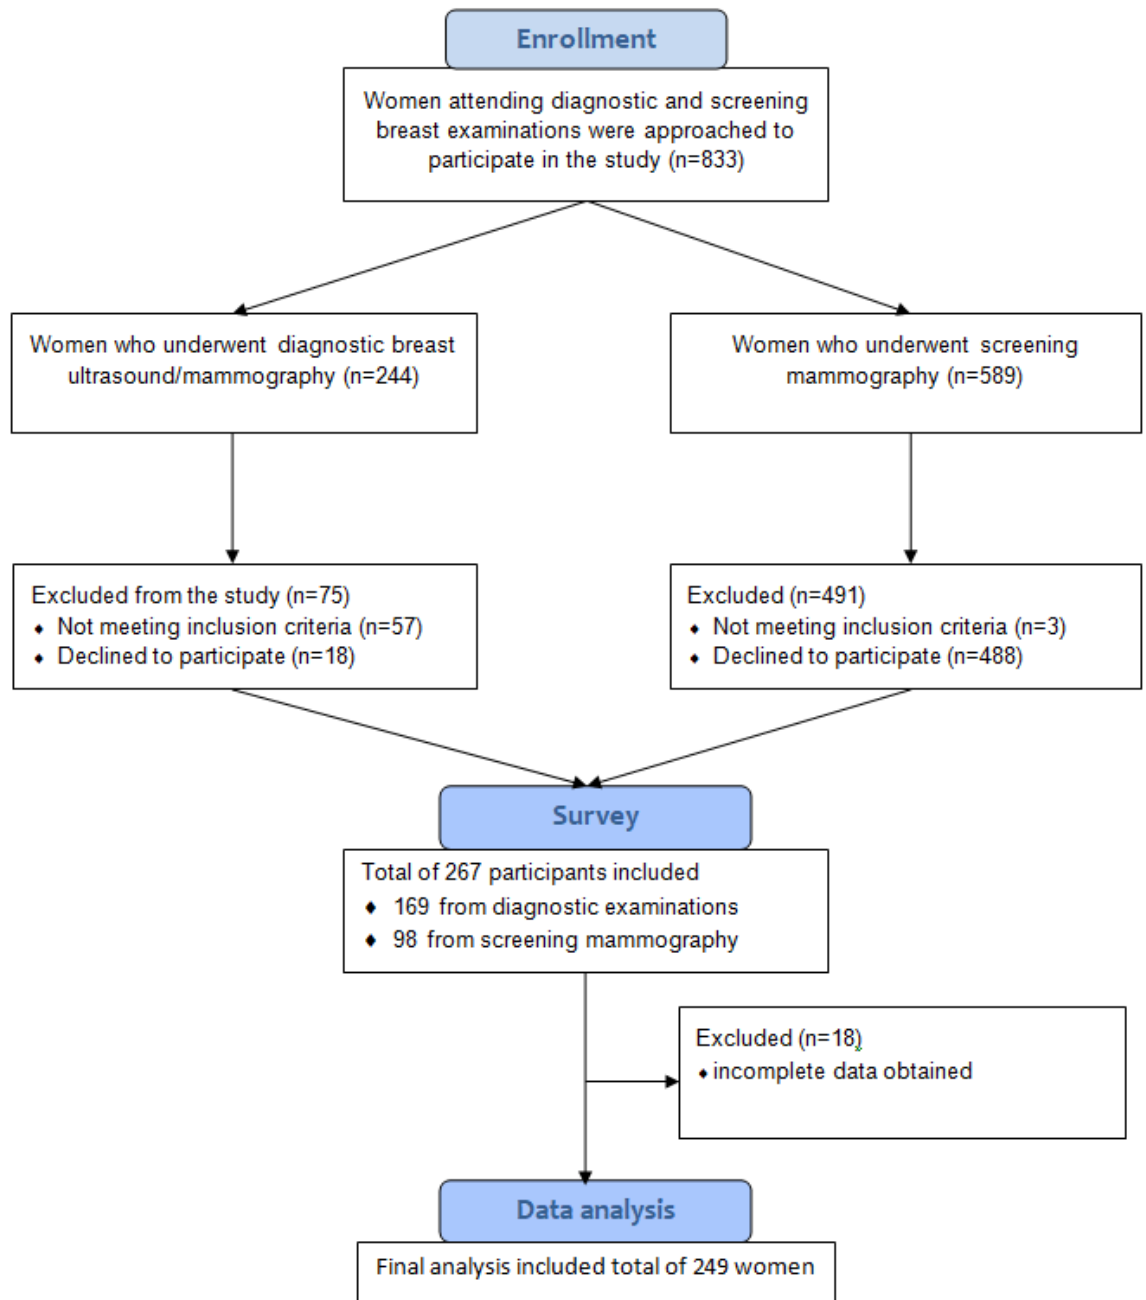 Enrollment
Women attending diagnostic and screening
breast examinations were approached to
participate in the study (n=833)
Women who underwent diagnostic breast
ultrasound/mammography (n=244)
Women who underwent screening
mammography (n=589)
Excluded from the study (n=75)
⬥ Not meeting inclusion criteria (n=57)
⬥ Declined to participate (n=18)
Excluded (n=491)
⬥ Not meeting inclusion criteria (n=3)
⬥ Declined to participate (n=488)
Survey
Total of 267 participants included
⬥ 169 from diagnostic examinations
⬥ 98 from screening mammography
Excluded (n=18)
⬥ incomplete data obtained
Data analysis
Final analysis included total of 249 women